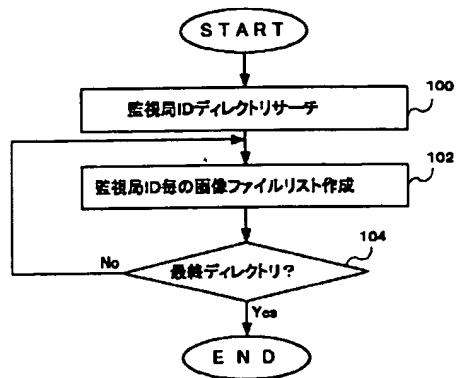 START
監視局IDディレクトリサーチ
100
監視局ID毎の画像ファイルリスト作成
102
最終ディレクトリ?
104
No
Yes
END